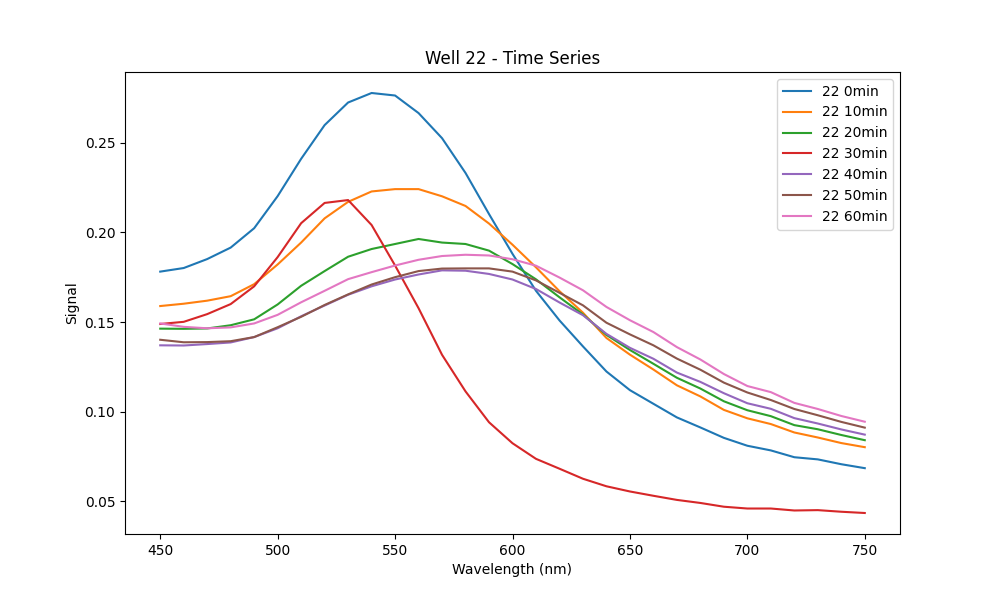 Well 22 - Time Series
22 0min
22 10min
22 20min
22 30min
22 40min
22 50min
22 60min
Signal
0.25
0.20
0.15
0.10
0.05
450 500 550 600 650 700 750
Wavelength (nm)